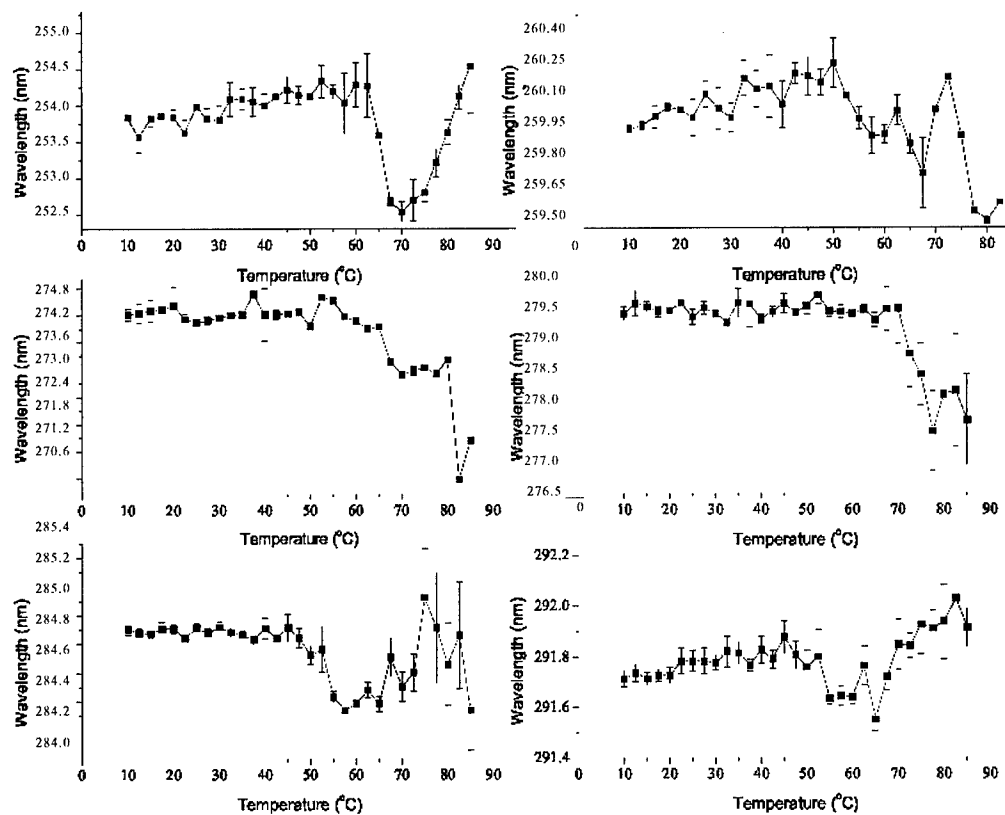 255.0
254.5
254.0
253.5
253.0
252.5
Wavelength (nm)
0 10 20 30 40 50 60 70 80 90
Temperature (°C)
260.40
260.25
260.10
259.95
259.80
259.65
259.50
Wavelength (nm)
0 10 20 30 40 50 60 70 80
Temperature (°C)
274.8
274.2
273.6
273.0
272.4
271.8
271.2
270.6
Wavelength (nm)
0 10 20 30 40 50 60 70 80 90
Temperature (°C)
280.0
279.5
279.0
278.5
278.0
277.5
277.0
276.5
Wavelength (nm)
0 10 20 30 40 50 60 70 80 90
Temperature (°C)
285.4
285.2
285.0
284.8
284.6
284.4
284.2
284.0
Wavelength (nm)
0 10 20 30 40 50 60 70 80 90
Temperature (°C)
292.2
292.0
291.8
291.6
291.4
Wavelength (nm)
0 10 20 30 40 50 60 70 80 90
Temperature (°C)